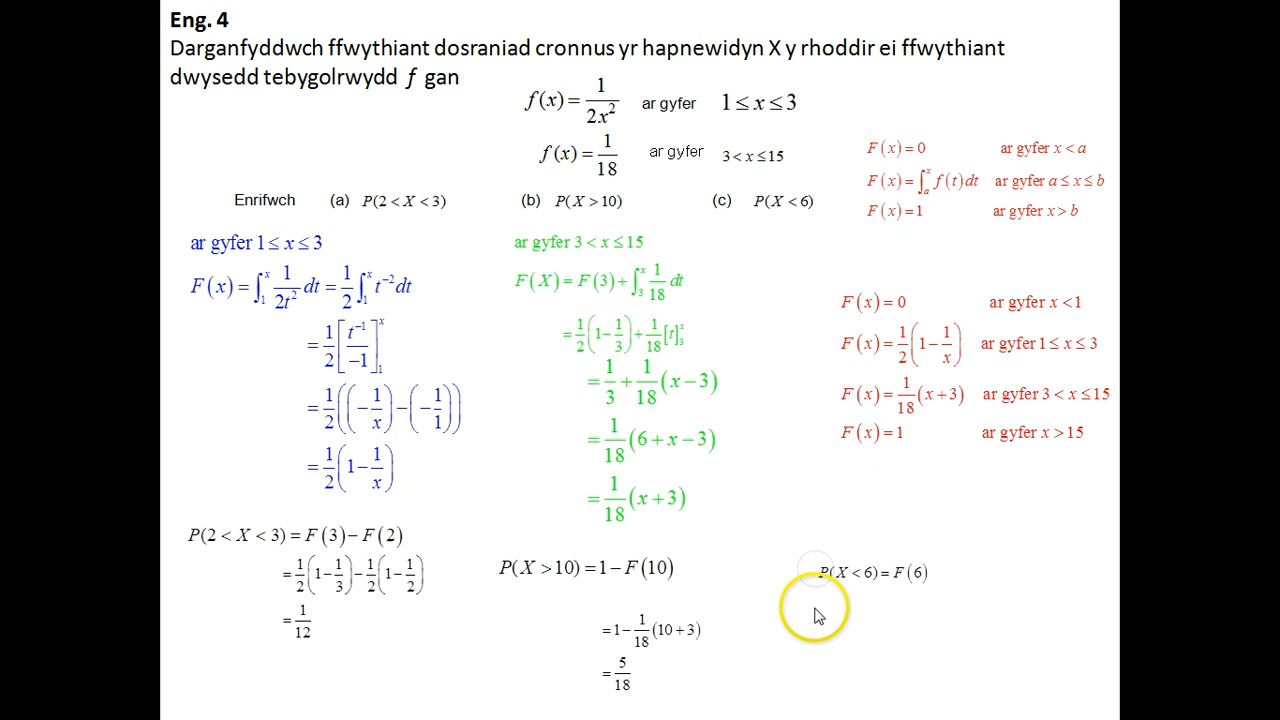 Eng. 4
Darganfyddwch ffwythiant dosraniad cronnus yr hapnewidyn X y rhoddir ei ffwythiant
dwysedd tebygolrwydd f gan
f(x) = 1/(2x²) ar gyfer 1 ≤ x ≤ 3
f(x) = 1/18 ar gyfer 3 < x ≤ 15
Enrifwch (a) P(2 < X < 3) (b) P(X > 10) (c) P(X < 6)
F(x) = 0 ar gyfer x < a
F(x) = ∫ₐˣ f(t)dt ar gyfer a ≤ x ≤ b
F(x) = 1 ar gyfer x > b
ar gyfer 1 ≤ x ≤ 3
F(x) = ∫₁ˣ 1/(2t²) dt = 1/2 ∫₁ˣ t⁻² dt
= 1/2 [t⁻¹/−1]₁ˣ
= 1/2 ((−1/x) − (−1/1))
= 1/2 (1 − 1/x)
ar gyfer 3 < x ≤ 15
F(X) = F(3) + ∫₃ˣ 1/18 dt
= 1/2 (1 − 1/3) + 1/18 [t]₃ˣ
= 1/3 + 1/18 (x − 3)
= 1/18 (6 + x − 3)
= 1/18 (x + 3)
F(x) = 0 ar gyfer x < 1
F(x) = 1/2 (1 − 1/x) ar gyfer 1 ≤ x ≤ 3
F(x) = 1/18 (x + 3) ar gyfer 3 < x ≤ 15
F(x) = 1 ar gyfer x > 15
P(2 < X < 3) = F(3) − F(2)
= 1/2 (1 − 1/3) − 1/2 (1 − 1/2)
= 1/12
P(X > 10) = 1 − F(10)
= 1 − 1/18 (10 + 3)
= 5/18
P(X < 6) = F(6)